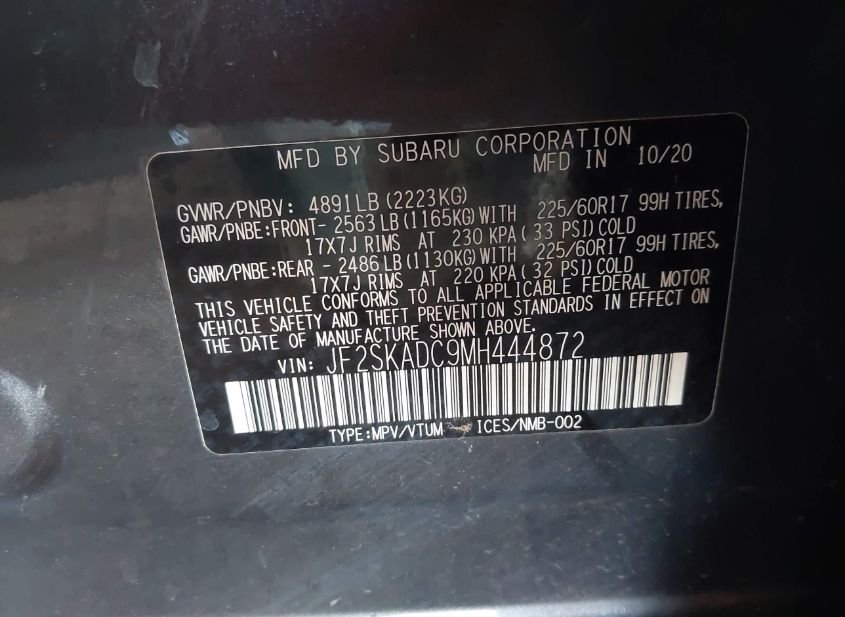 MFD BY SUBARU CORPORATION
MFD IN 10/20
GVWR/PNBV: 4891LB(2223KG)
GAWR/PNBE:FRONT- 2563LB(1165KG)WITH 225/60R17 99H TIRES,
17X7J RIMS AT 230 KPA( 33 PSI)COLD
GAWR/PNBE:REAR - 2486LB(1130KG)WITH 225/60R17 99H TIRES,
17X7J RIMS AT 220 KPA( 32 PSI)COLD
THIS VEHICLE CONFORMS TO ALL APPLICABLE FEDERAL MOTOR
VEHICLE SAFETY AND THEFT PREVENTION STANDARDS IN EFFECT ON
THE DATE OF MANUFACTURE SHOWN ABOVE.
VIN: JF2SKADC9MH444872
TYPE:MPV/VTUM ICES/NMB-002